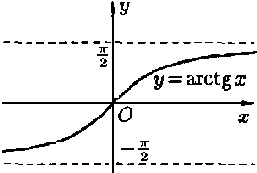 y
π/2
y = arctg x
O
x
-π/2